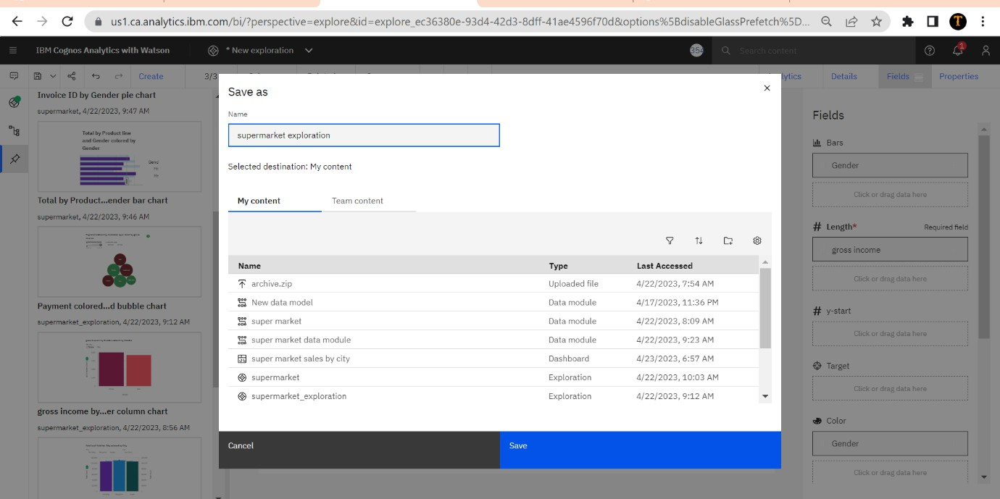 us1.ca.analytics.ibm.com/bi/?perspective=explore&id=explore_ec36380e-93d4-42d3-8dff-41ae4596f70d&options%5BdisableGlassPrefetch%5D...
IBM Cognos Analytics with Watson
* New exploration
354
Search content
1
Create
3/3
Details
Fields
Properties
Invoice ID by Gender pie chart
supermarket, 4/22/2023, 9:47 AM
Total by Product line
and Gender colored by
Gender
Total by Product...ender bar chart
supermarket, 4/22/2023, 9:46 AM
Payment colored...d bubble chart
supermarket_exploration, 4/22/2023, 9:12 AM
gross income by...er column chart
supermarket_exploration, 4/22/2023, 8:56 AM
Save as
Name
supermarket exploration
Selected destination: My content
My content
Team content
Name Type Last Accessed
archive.zip Uploaded file 4/22/2023, 7:54 AM
New data model Data module 4/17/2023, 11:36 PM
super market Data module 4/22/2023, 8:09 AM
super market data module Data module 4/22/2023, 9:23 AM
super market sales by city Dashboard 4/23/2023, 6:57 AM
supermarket Exploration 4/22/2023, 10:03 AM
supermarket_exploration Exploration 4/22/2023, 9:12 AM
Cancel
Save
Fields
Bars
Gender
Click or drag data here
Length* Required field
gross income
Click or drag data here
y-start
Click or drag data here
Target
Click or drag data here
Color
Gender
Click or drag data here